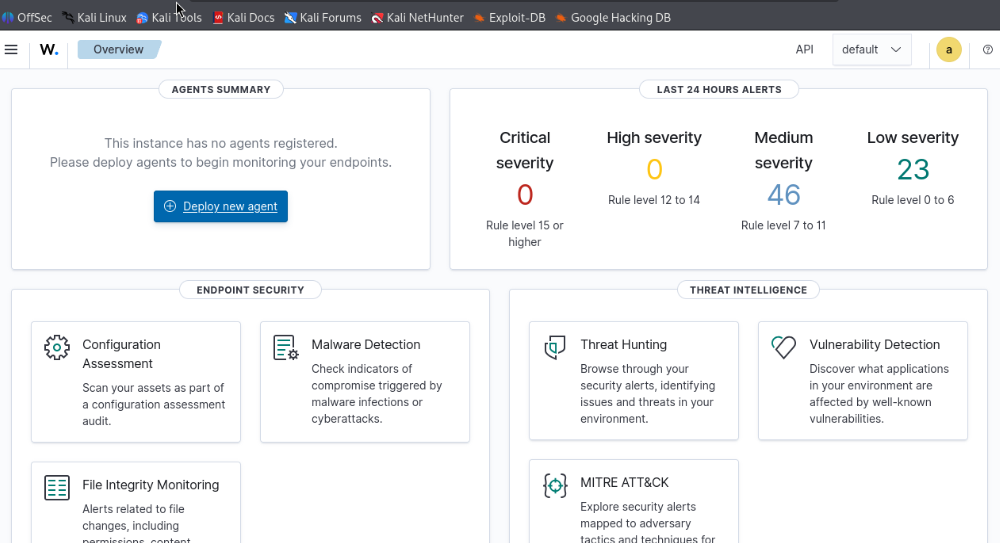 OffSec Kali Linux Kali Tools Kali Docs Kali Forums Kali NetHunter Exploit-DB Google Hacking DB
W. Overview API default a
AGENTS SUMMARY
This instance has no agents registered.
Please deploy agents to begin monitoring your endpoints.
Deploy new agent
LAST 24 HOURS ALERTS
Critical
severity
0
Rule level 15 or
higher
High severity
0
Rule level 12 to 14
Medium
severity
46
Rule level 7 to 11
Low severity
23
Rule level 0 to 6
ENDPOINT SECURITY
Configuration
Assessment
Scan your assets as part of
a configuration assessment
audit.
Malware Detection
Check indicators of
compromise triggered by
malware infections or
cyberattacks.
File Integrity Monitoring
Alerts related to file
changes, including
permissions, content
THREAT INTELLIGENCE
Threat Hunting
Browse through your
security alerts, identifying
issues and threats in your
environment.
Vulnerability Detection
Discover what applications
in your environment are
affected by well-known
vulnerabilities.
MITRE ATT&CK
Explore security alerts
mapped to adversary
tactics and techniques for